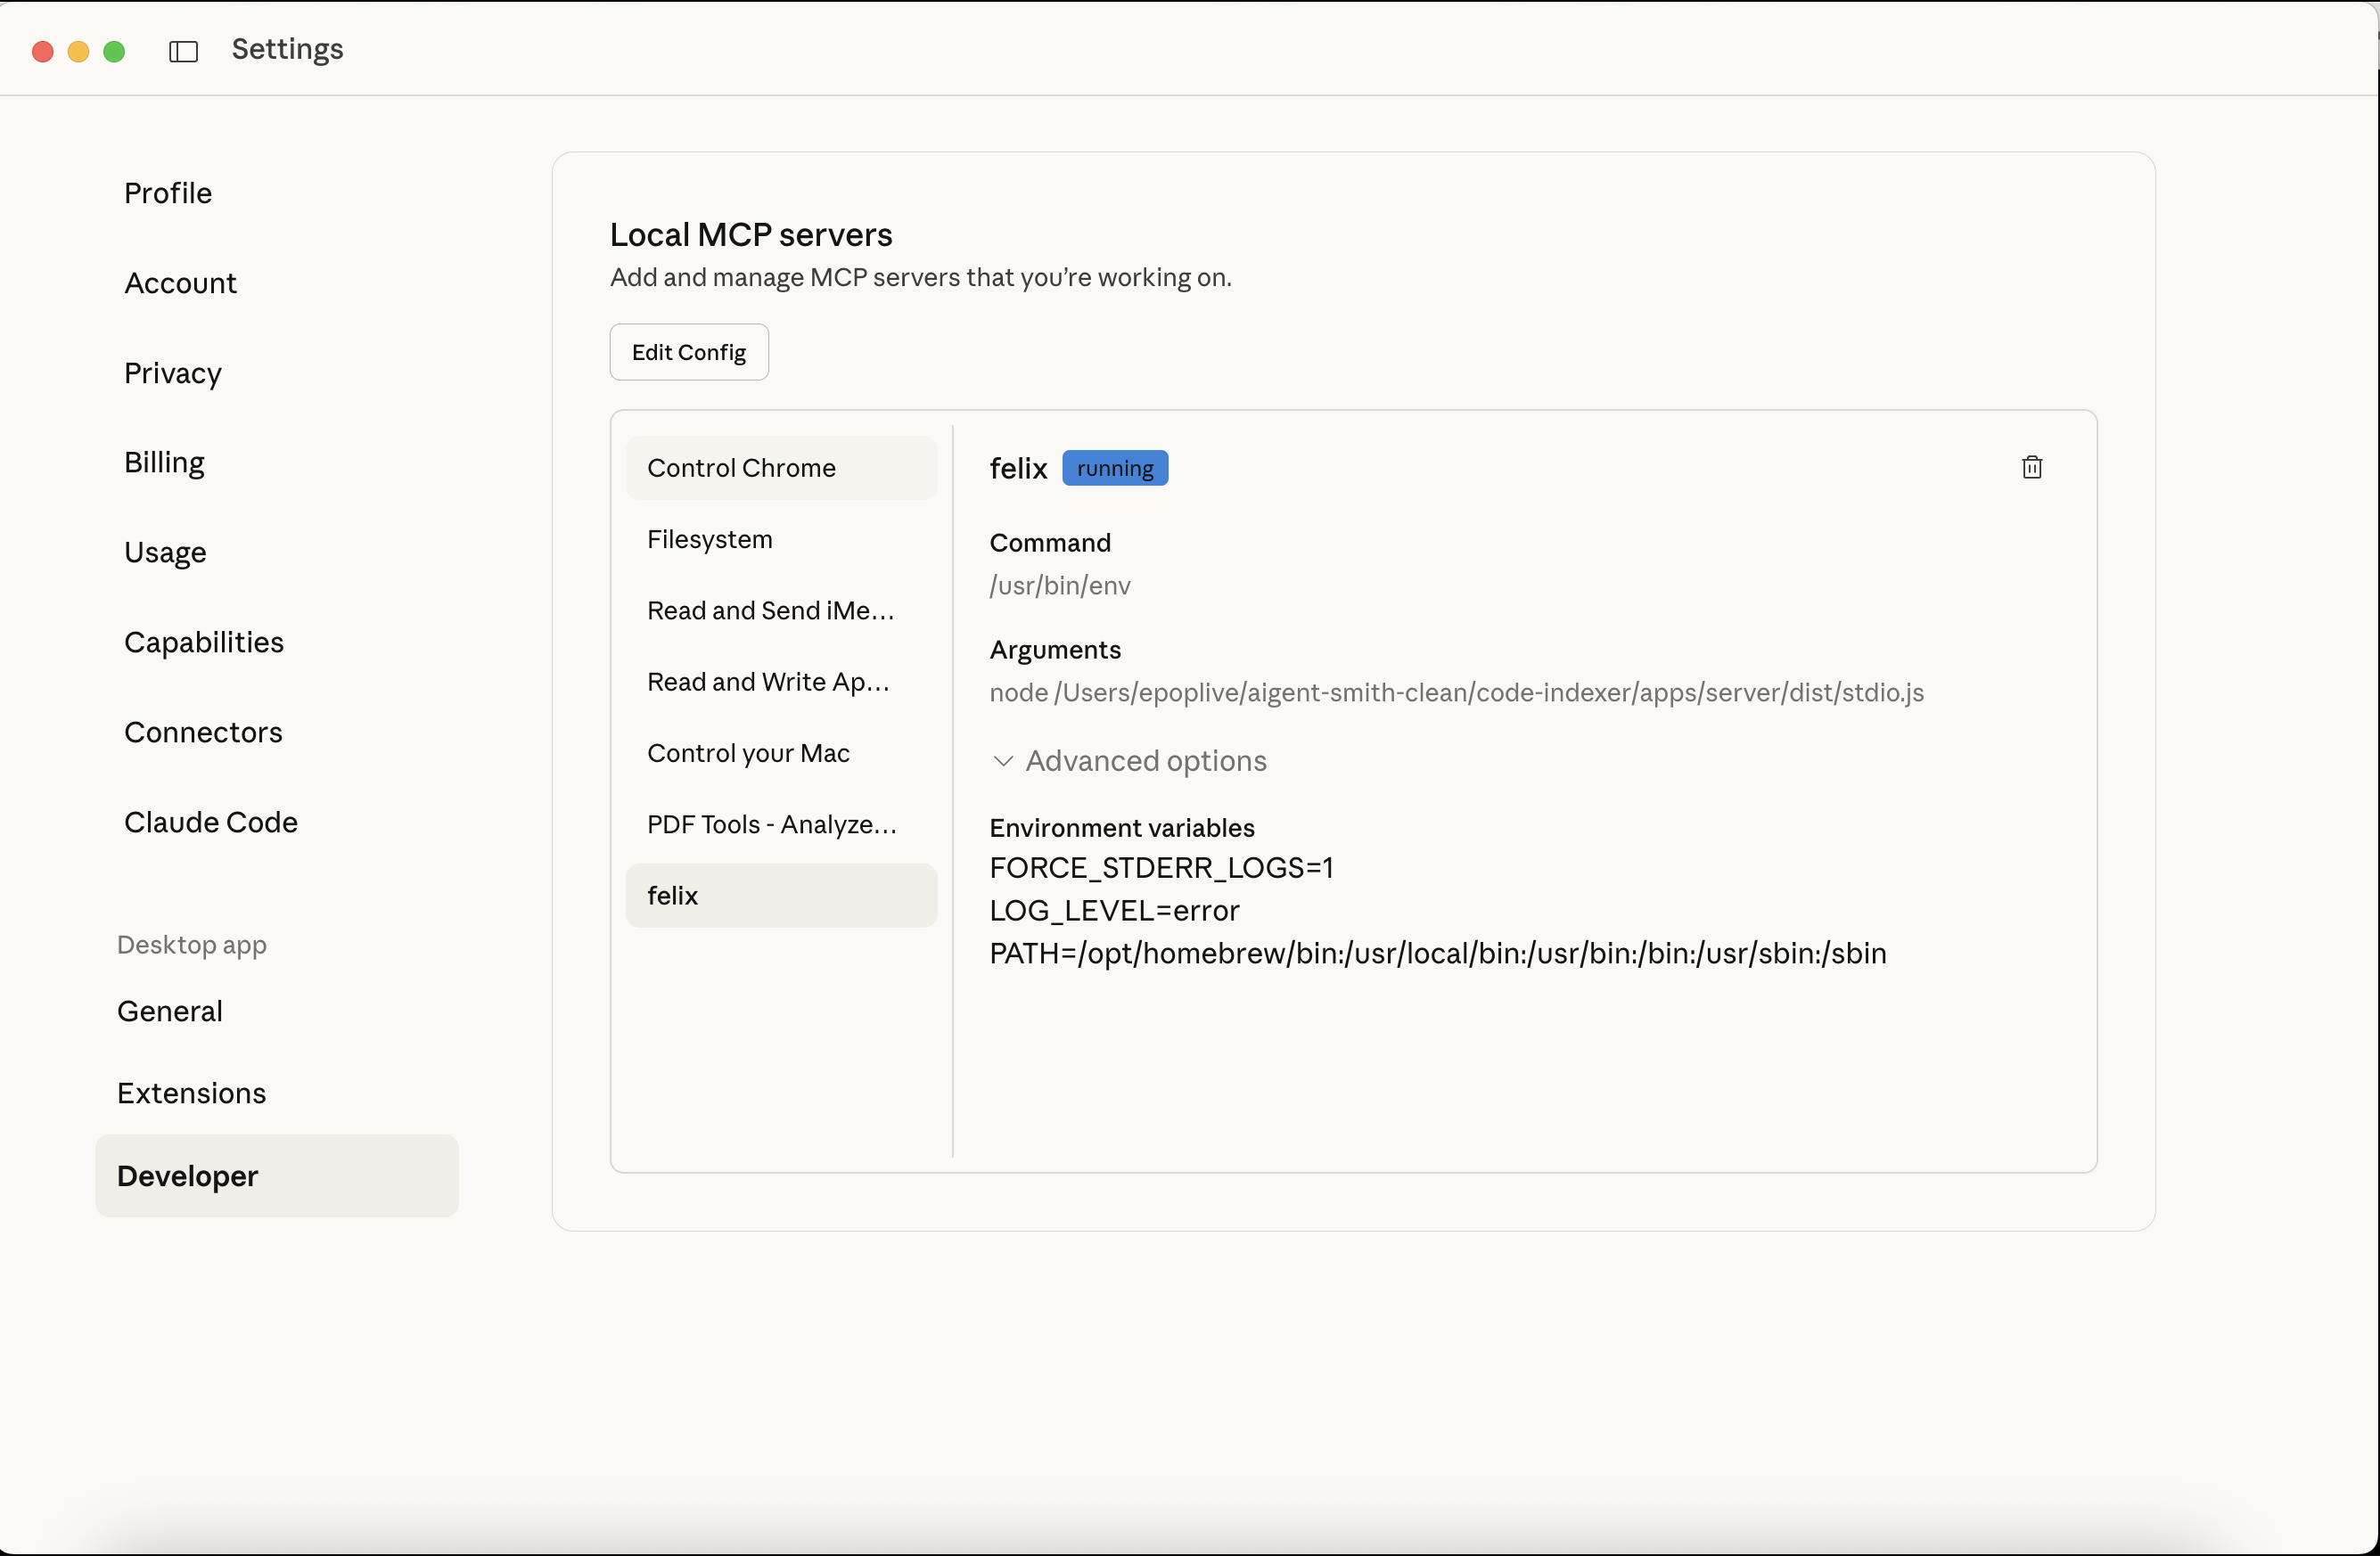 Settings
Profile
Account
Privacy
Billing
Usage
Capabilities
Connectors
Claude Code
Desktop app
General
Extensions
Developer
Local MCP servers
Add and manage MCP servers that you’re working on.
Edit Config
Control Chrome
Filesystem
Read and Send iMe...
Read and Write Ap...
Control your Mac
PDF Tools - Analyze...
felix
felix running
Command
/usr/bin/env
Arguments
node /Users/epoplive/aigent-smith-clean/code-indexer/apps/server/dist/stdio.js
Advanced options
Environment variables
FORCE_STDERR_LOGS=1
LOG_LEVEL=error
PATH=/opt/homebrew/bin:/usr/local/bin:/usr/bin:/bin:/usr/sbin:/sbin